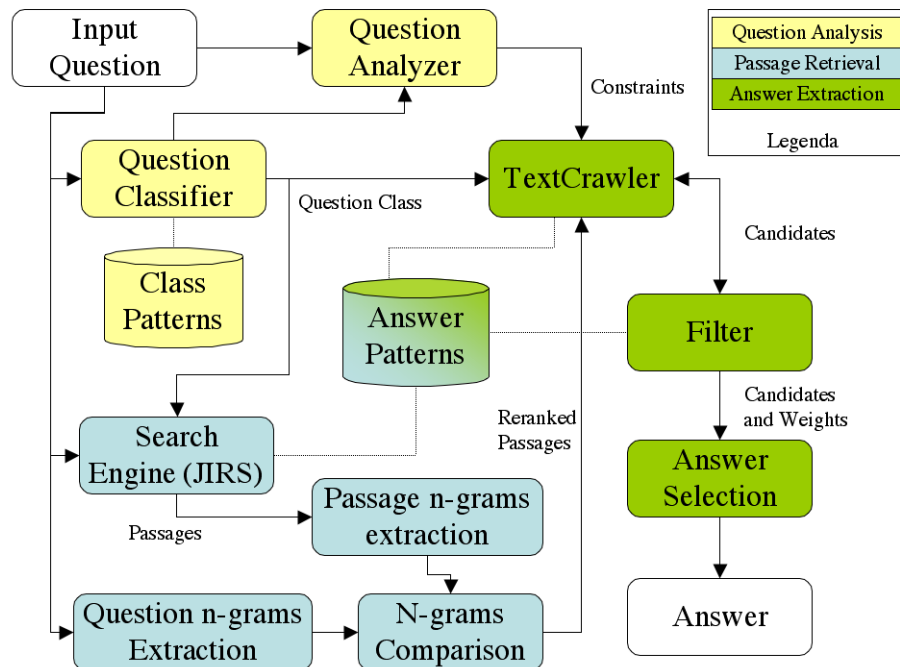 Input
Question
Question
Analyzer
Question Analysis
Passage Retrieval
Answer Extraction
Legenda
Constraints
Question
Classifier
TextCrawler
Question Class
Candidates
Class
Patterns
Answer
Patterns
Filter
Candidates
and Weights
Reranked
Passages
Search
Engine (JIRS)
Answer
Selection
Passages
Passage n-grams
extraction
Question n-grams
Extraction
N-grams
Comparison
Answer